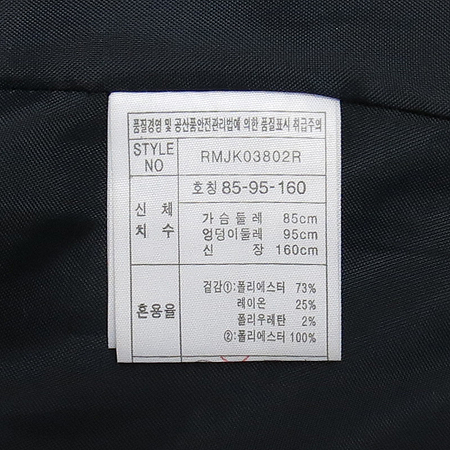 품질경영 및 공산품안전관리법에 의한 품질표시 취급주의
STYLE NO RMJK03802R
호칭 85-95-160
신체 치수
가슴둘레 85cm
엉덩이둘레 95cm
신장 160cm
혼용율
겉감①:폴리에스터 73%
레이온 25%
폴리우레탄 2%
②:폴리에스터 100%